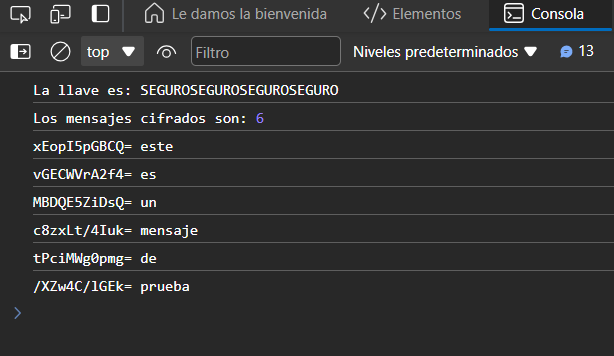 Le damos la bienvenida Elementos Consola
top Filtro Niveles predeterminados 13
La llave es: SEGUROSEGUROSEGUROSEGURO
Los mensajes cifrados son: 6
xEopI5pGBCQ= este
vGECWVrA2f4= es
MBDQE5ZiDsQ= un
c8zxLt/4Iuk= mensaje
tPciMWg0pmg= de
/XZw4C/lGEk= prueba